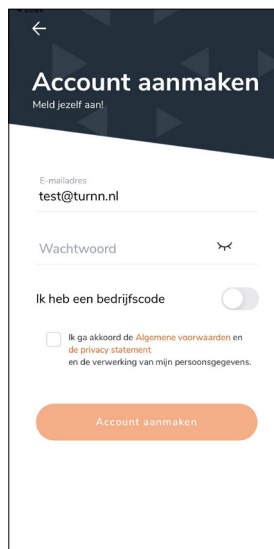 Account aanmaken
Meld jezelf aan!
E-mailadres
test@turnn.nl
Wachtwoord
Ik heb een bedrijfscode
Ik ga akkoord de Algemene voorwaarden en
de privacy statement
en de verwerking van mijn persoonsgegevens.
Account aanmaken